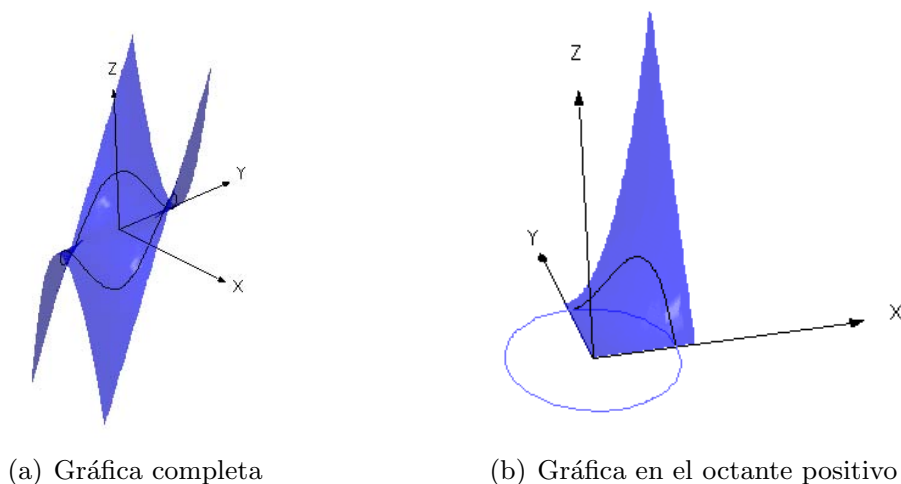 Z
Y
X
Z
Y
X
(a) Gráfica completa
(b) Gráfica en el octante positivo